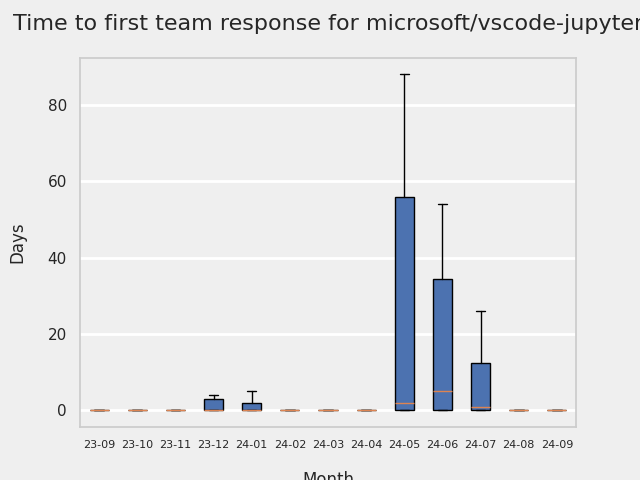 Time to first team response for microsoft/vscode-jupyter
Days
80
60
40
20
0
23-09 23-10 23-11 23-12 24-01 24-02 24-03 24-04 24-05 24-06 24-07 24-08 24-09
Month